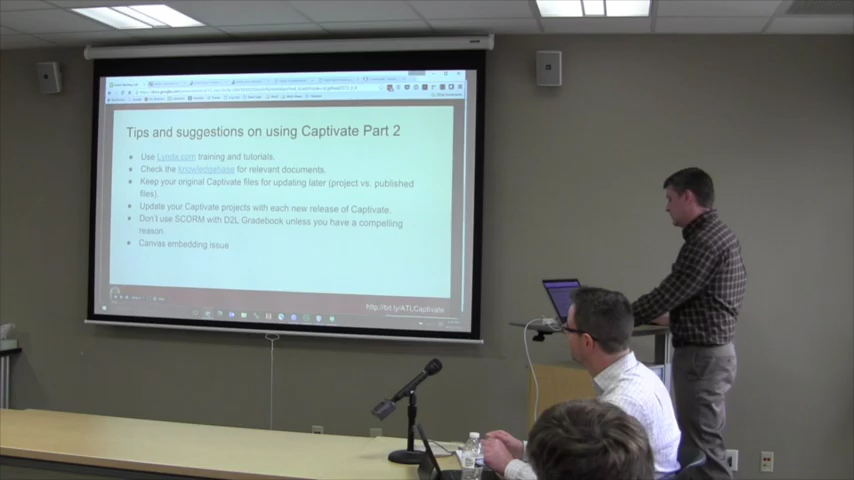 Tips and suggestions on using Captivate Part 2
● Use Lynda.com training and tutorials.
● Check the knowledgebase for relevant documents.
● Keep your original Captivate files for updating later (project vs. published
files).
● Update your Captivate projects with each new release of Captivate.
● Don't use SCORM with D2L Gradebook unless you have a compelling
reason.
● Canvas embedding issue
http://bit.ly/ATLCaptivate